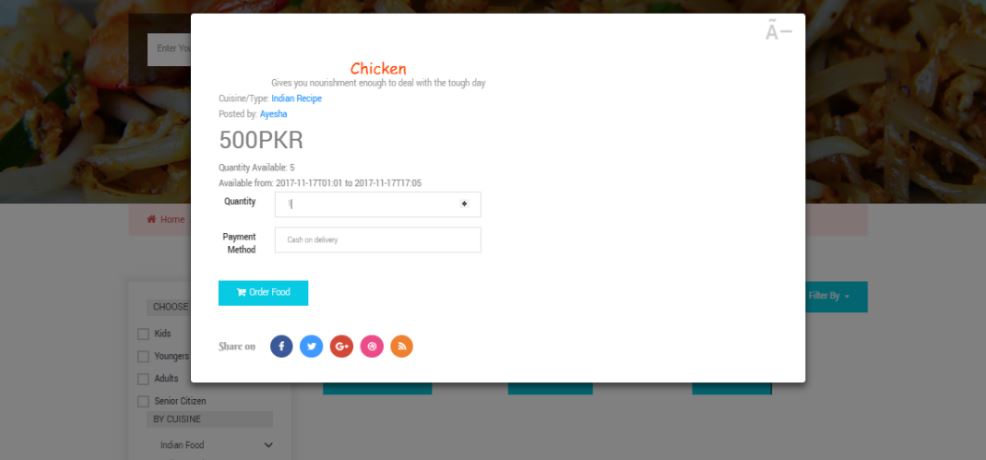 Enter You
Ã—
Chicken
Gives you nourishment enough to deal with the tough day
Cuisine/Type: Indian Recipe
Posted by: Ayesha
500PKR
Quantity Available: 5
Available from: 2017-11-17T01:01 to 2017-11-17T17:05
Quantity
Payment Method Cash on delivery
Order Food
Share on
Home
CHOOSE
Filter By
Kids
Youngers
Adults
Senior Citizen
BY CUISINE
Indian Food